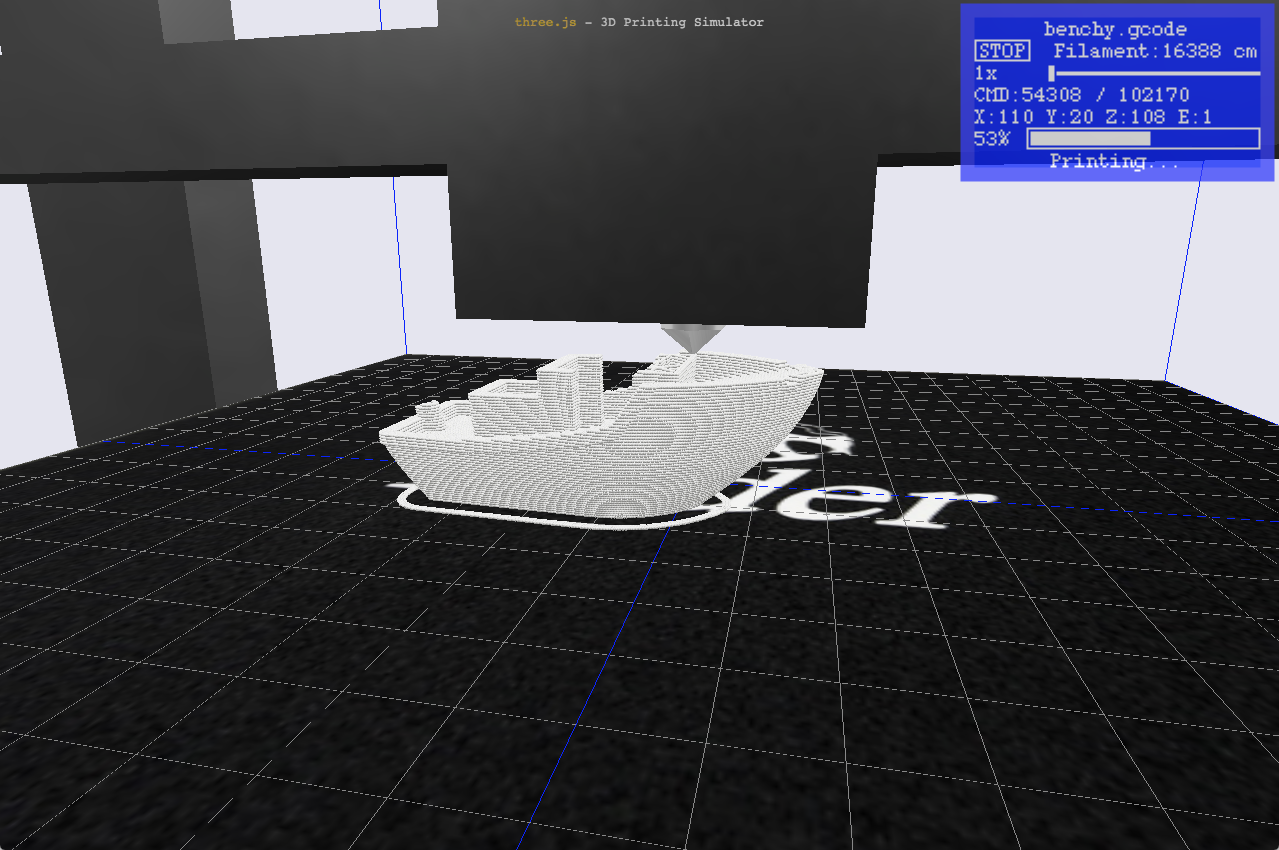 three.js - 3D Printing Simulator
benchy.gcode
STOP Filament:16388 cm
1x
CMD:54308 / 102170
X:110 Y:20 Z:108 E:1
53%
Printing...